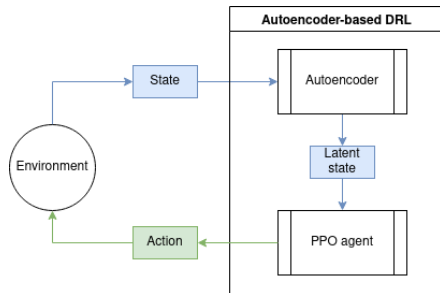 Autoencoder-based DRL
State
Autoencoder
Latent
state
Environment
Action
PPO agent